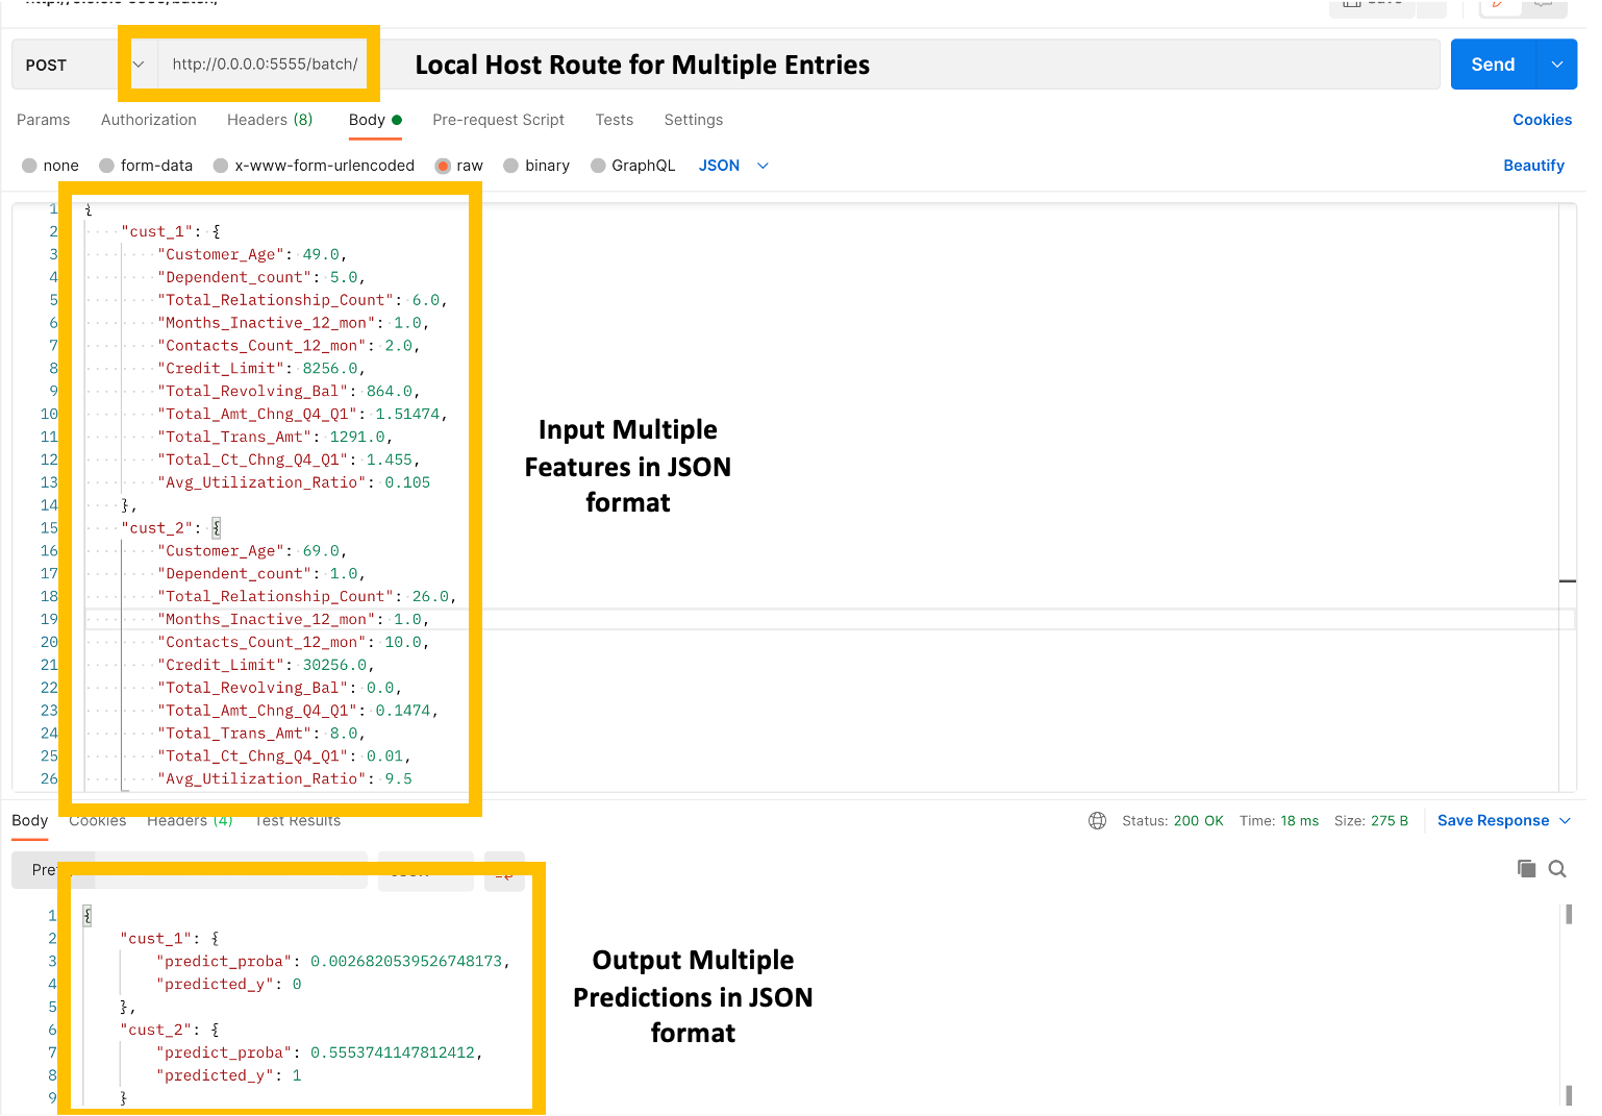 http://0.0.0.0:5555/batch/
Save
POST http://0.0.0.0:5555/batch/ Local Host Route for Multiple Entries Send
Params Authorization Headers (8) Body Pre-request Script Tests Settings Cookies
none form-data x-www-form-urlencoded raw binary GraphQL JSON Beautify
1 {
2 "cust_1": {
3 "Customer_Age": 49.0,
4 "Dependent_count": 5.0,
5 "Total_Relationship_Count": 6.0,
6 "Months_Inactive_12_mon": 1.0,
7 "Contacts_Count_12_mon": 2.0,
8 "Credit_Limit": 8256.0,
9 "Total_Revolving_Bal": 864.0,
10 "Total_Amt_Chng_Q4_Q1": 1.51474,
11 "Total_Trans_Amt": 1291.0,
12 "Total_Ct_Chng_Q4_Q1": 1.455,
13 "Avg_Utilization_Ratio": 0.105
14 },
15 "cust_2": {
16 "Customer_Age": 69.0,
17 "Dependent_count": 1.0,
18 "Total_Relationship_Count": 26.0,
19 "Months_Inactive_12_mon": 1.0,
20 "Contacts_Count_12_mon": 10.0,
21 "Credit_Limit": 30256.0,
22 "Total_Revolving_Bal": 0.0,
23 "Total_Amt_Chng_Q4_Q1": 0.1474,
24 "Total_Trans_Amt": 8.0,
25 "Total_Ct_Chng_Q4_Q1": 0.01,
26 "Avg_Utilization_Ratio": 9.5
Input Multiple
Features in JSON
format
Body Cookies Headers (4) Test Results Status: 200 OK Time: 18 ms Size: 275 B Save Response
JSON
1 {
2 "cust_1": {
3 "predict_proba": 0.0026820539526748173,
4 "predicted_y": 0
5 },
6 "cust_2": {
7 "predict_proba": 0.5553741147812412,
8 "predicted_y": 1
9 }
Output Multiple
Predictions in JSON
format